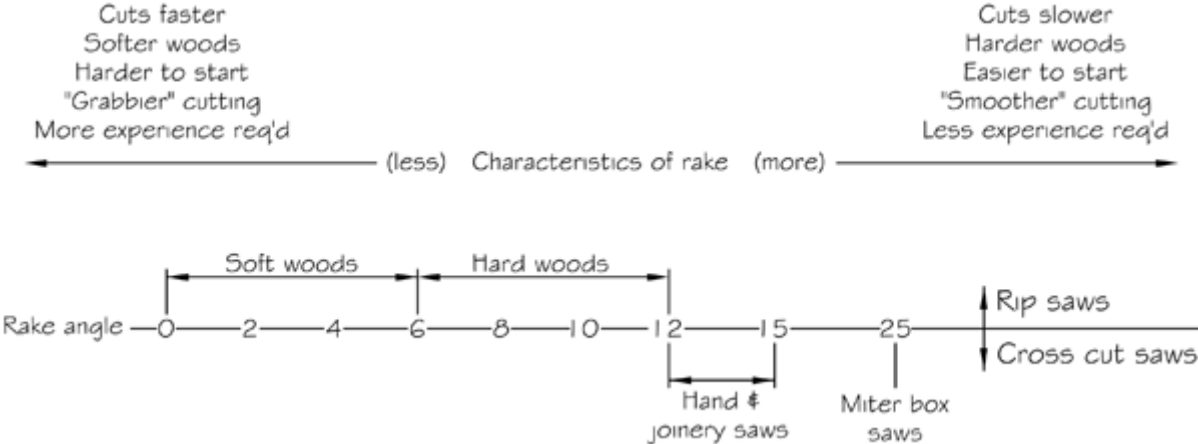 Cuts faster
Softer woods
Harder to start
"Grabbier" cutting
More experience req'd
Cuts slower
Harder woods
Easier to start
"Smoother" cutting
Less experience req'd
(less) Characteristics of rake (more)
Soft woods Hard woods
Rake angle 0 2 4 6 8 10 12 15 25
Rip saws
Cross cut saws
Hand &
joinery saws
Miter box
saws